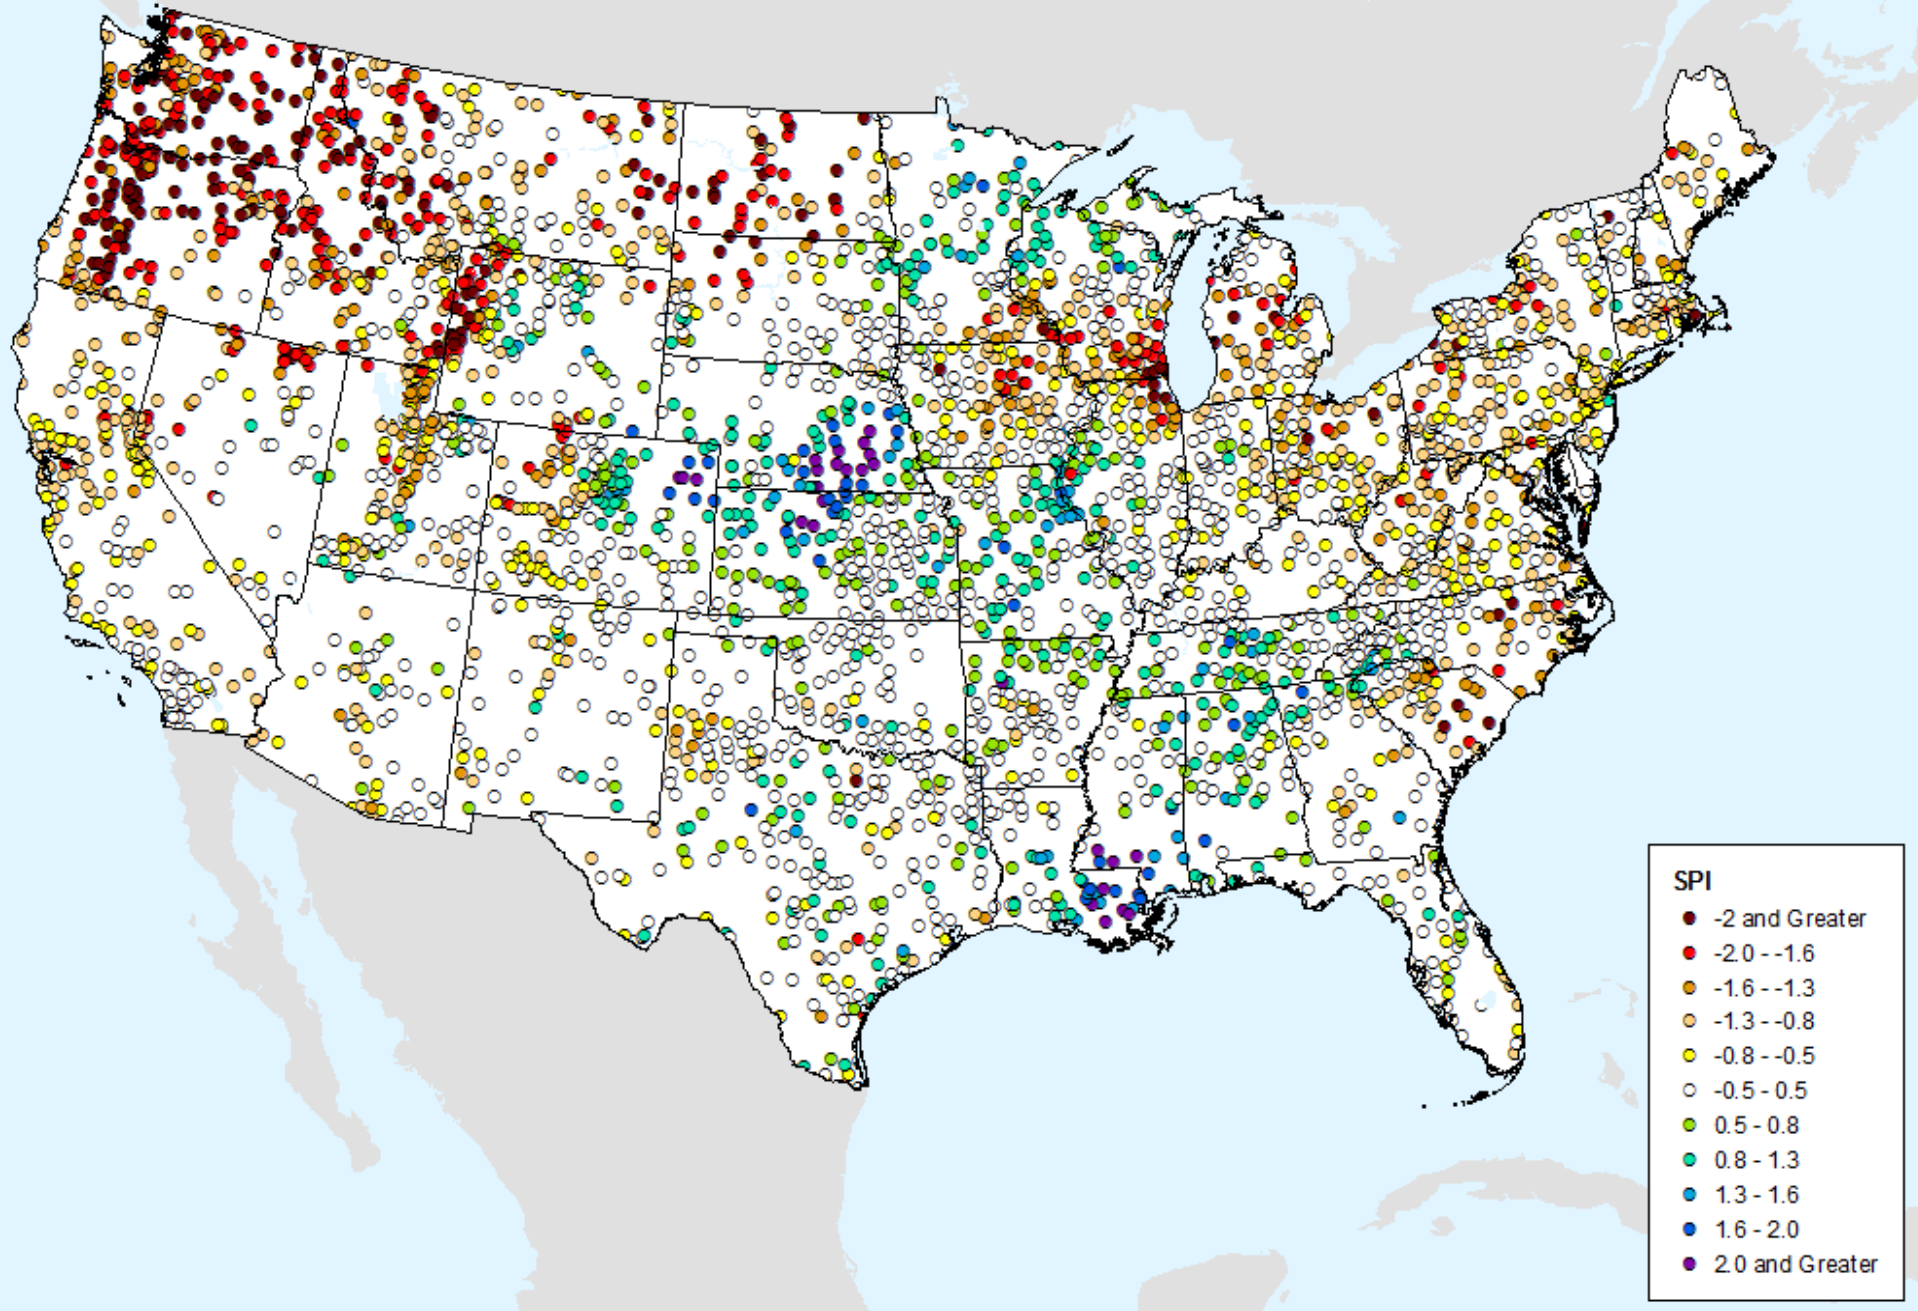 SPI
-2 and Greater
-2.0 - -1.6
-1.6 - -1.3
-1.3 - -0.8
-0.8 - -0.5
-0.5 - 0.5
0.5 - 0.8
0.8 - 1.3
1.3 - 1.6
1.6 - 2.0
2.0 and Greater